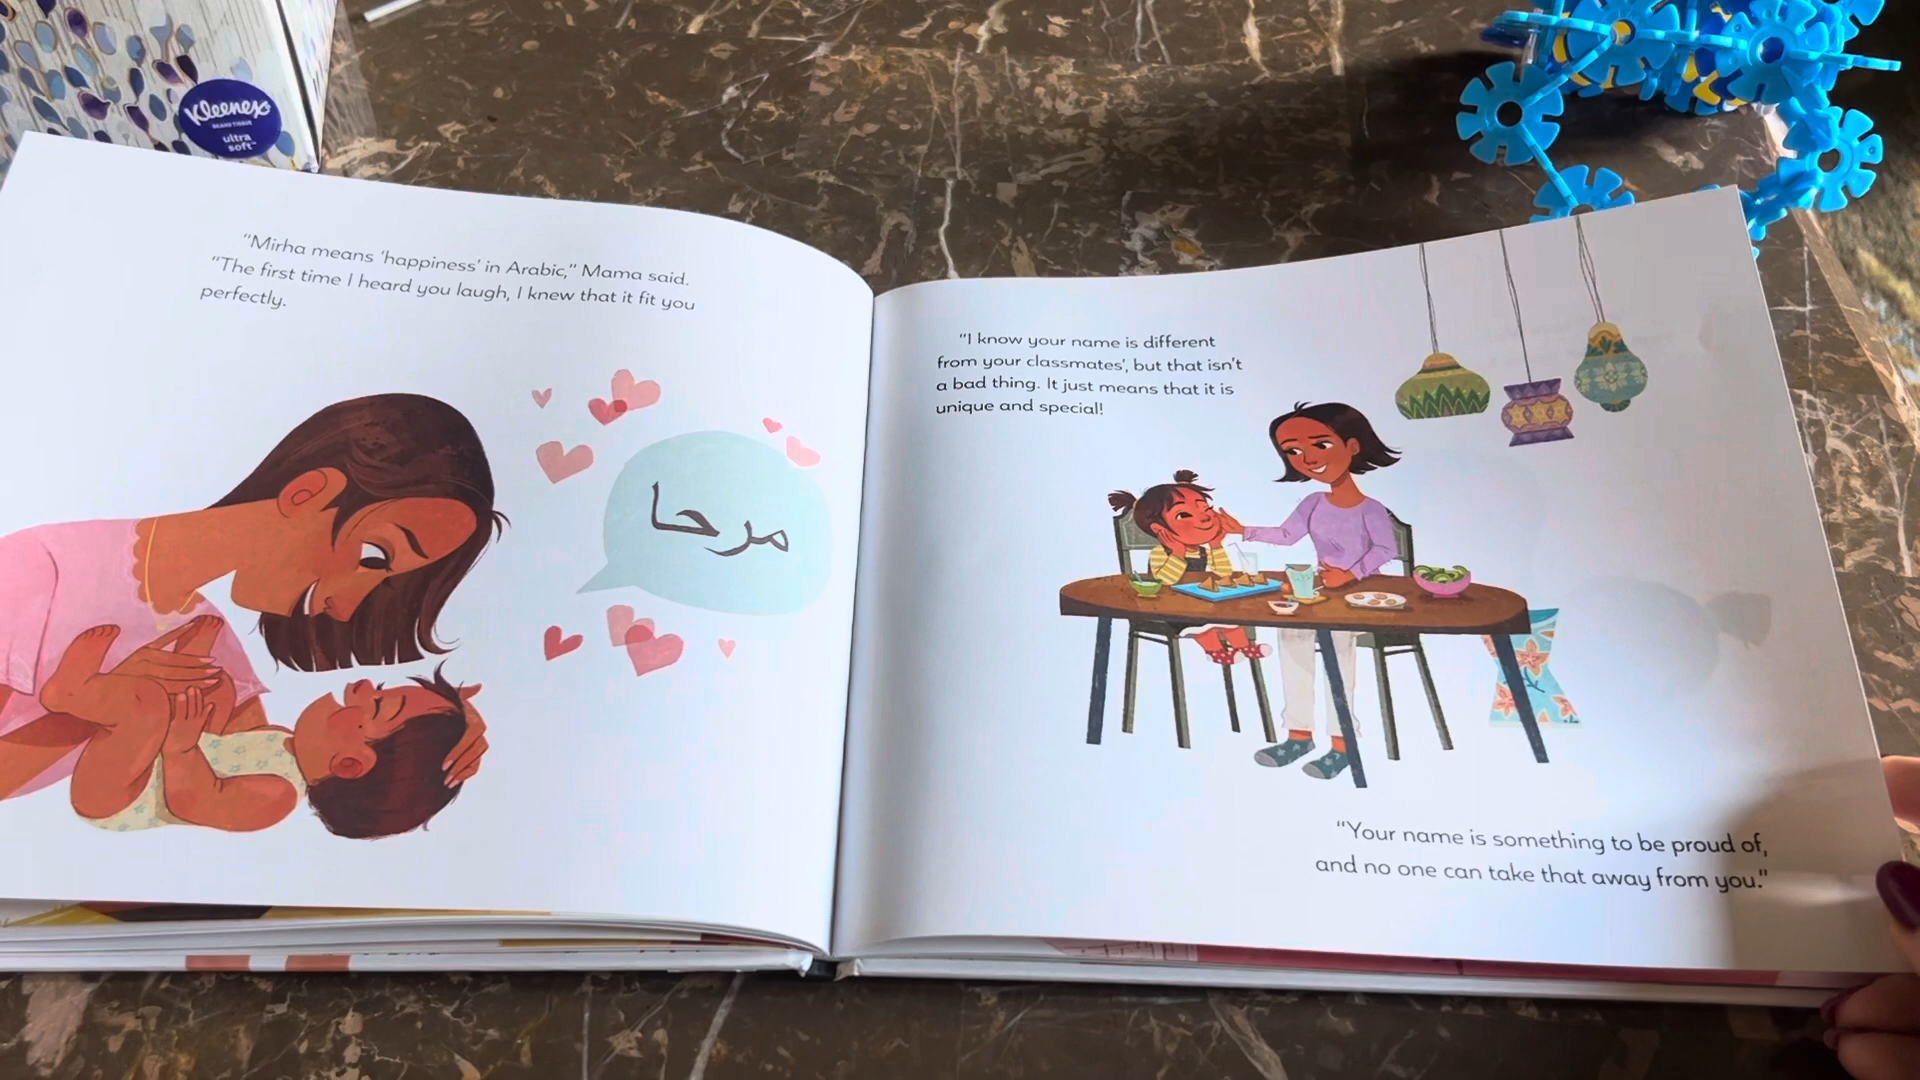 Kleenex
ultra
soft™
"Mirha means 'happiness' in Arabic," Mama said.
"The first time I heard you laugh, I knew that it fit you
perfectly.
مرحا
"I know your name is different
from your classmates', but that isn't
a bad thing. It just means that it is
unique and special!
"Your name is something to be proud of,
and no one can take that away from you."